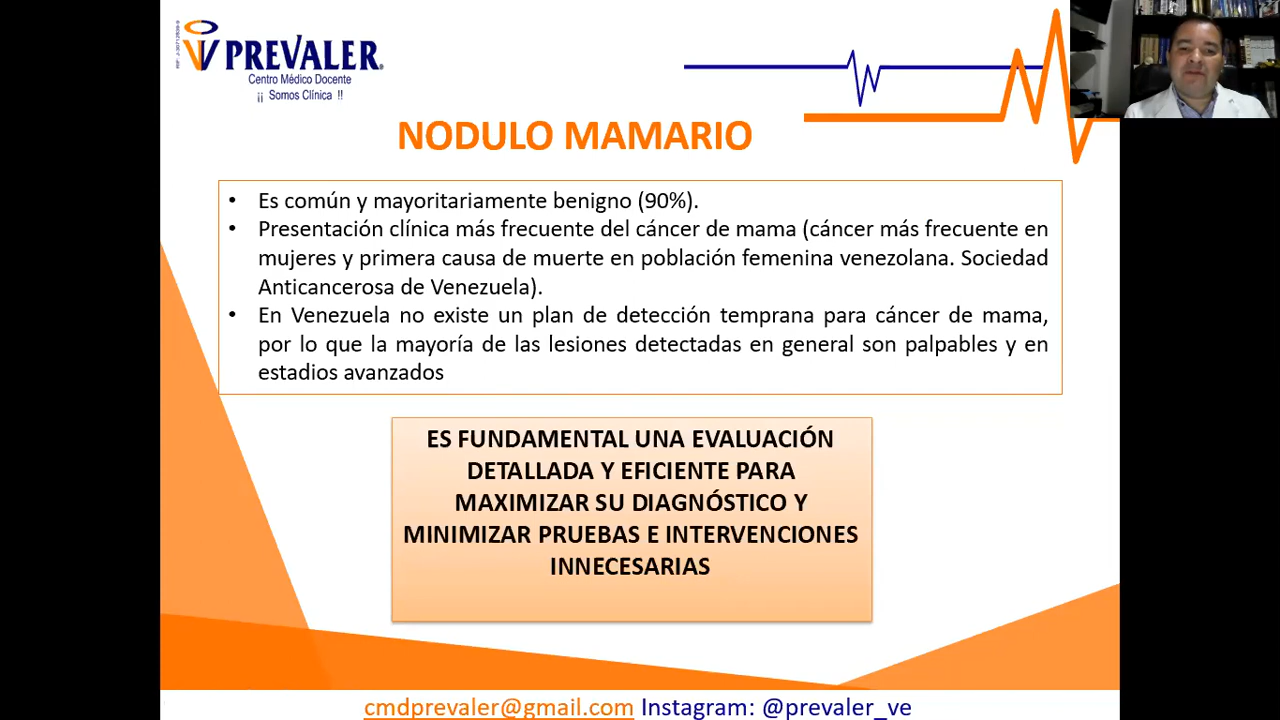 PREVALER®
Centro Médico Docente
¡¡ Somos Clínica !!
NODULO MAMARIO
• Es común y mayoritariamente benigno (90%).
• Presentación clínica más frecuente del cáncer de mama (cáncer más frecuente en
mujeres y primera causa de muerte en población femenina venezolana. Sociedad
Anticancerosa de Venezuela).
• En Venezuela no existe un plan de detección temprana para cáncer de mama,
por lo que la mayoría de las lesiones detectadas en general son palpables y en
estadios avanzados
ES FUNDAMENTAL UNA EVALUACIÓN
DETALLADA Y EFICIENTE PARA
MAXIMIZAR SU DIAGNÓSTICO Y
MINIMIZAR PRUEBAS E INTERVENCIONES
INNECESARIAS
cmdprevaler@gmail.com Instagram: @prevaler_ve